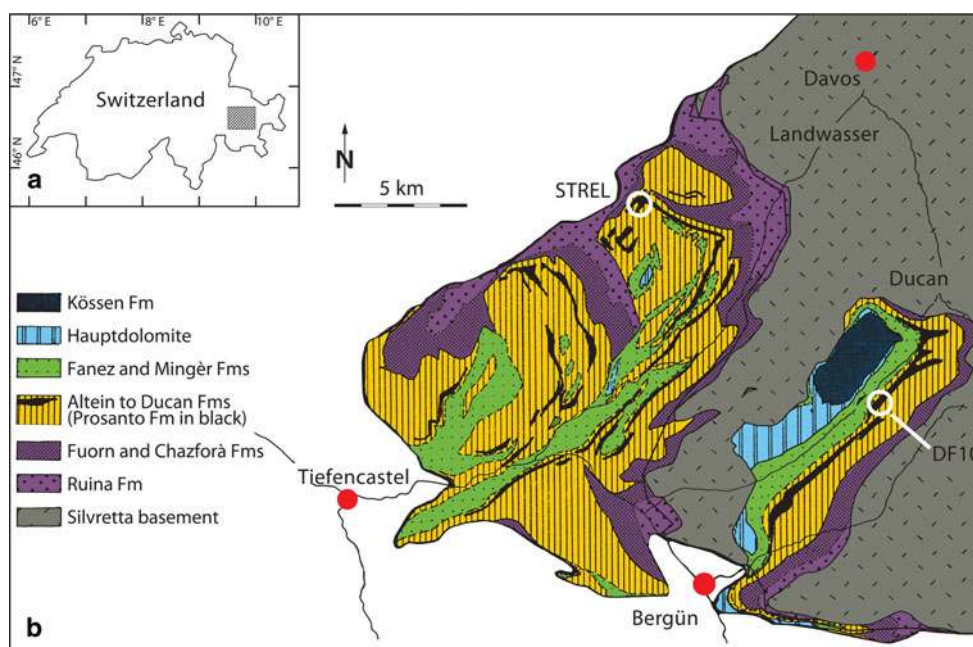 6° E
8° E
10° E
47° N
46° N
Switzerland
a
N
5 km
Davos
Landwasser
STREL
Ducan
Kössen Fm
Hauptdolomite
Fanez and Mingèr Fms
Altein to Ducan Fms
(Prosanto Fm in black)
Fuorn and Chazforà Fms
Ruina Fm
Silvretta basement
Tiefencastel
DF10
Bergün
b